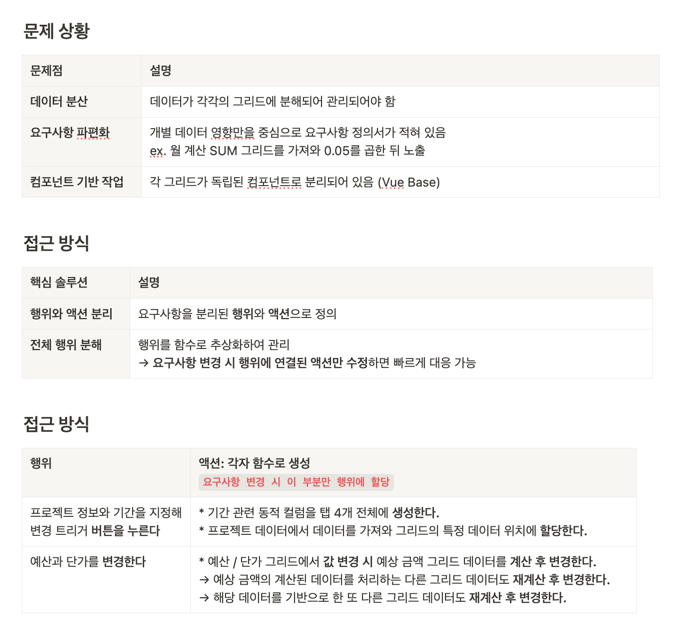 문제 상황
문제점 설명
데이터 분산 데이터가 각각의 그리드에 분해되어 관리되어야 함
요구사항 파편화 개별 데이터 영향만을 중심으로 요구사항 정의서가 적혀 있음
ex. 월 계산 SUM 그리드를 가져와 0.05를 곱한 뒤 노출
컴포넌트 기반 작업 각 그리드가 독립된 컴포넌트로 분리되어 있음 (Vue Base)
접근 방식
핵심 솔루션 설명
행위와 액션 분리 요구사항을 분리된 행위와 액션으로 정의
전체 행위 분해 행위를 함수로 추상화하여 관리
→ 요구사항 변경 시 행위에 연결된 액션만 수정하면 빠르게 대응 가능
접근 방식
행위 액션: 각자 함수로 생성
요구사항 변경 시 이 부분만 행위에 할당
프로젝트 정보와 기간을 지정해 * 기간 관련 동적 컬럼을 탭 4개 전체에 생성한다.
변경 트리거 버튼을 누른다 * 프로젝트 데이터에서 데이터를 가져와 그리드의 특정 데이터 위치에 할당한다.
예산과 단가를 변경한다 * 예산 / 단가 그리드에서 값 변경 시 예상 금액 그리드 데이터를 계산 후 변경한다.
→ 예상 금액의 계산된 데이터를 처리하는 다른 그리드 데이터도 재계산 후 변경한다.
→ 해당 데이터를 기반으로 한 또 다른 그리드 데이터도 재계산 후 변경한다.